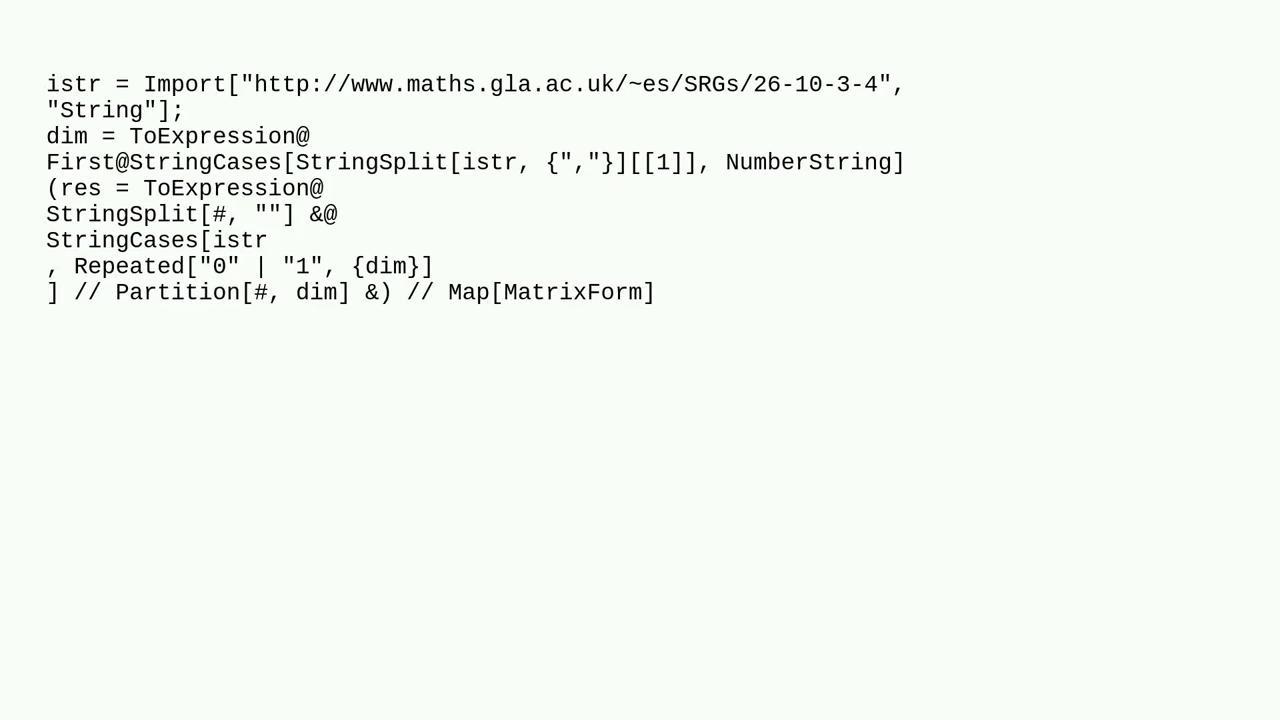 istr = Import["http://www.maths.gla.ac.uk/~es/SRGs/26-10-3-4",
"String"];
dim = ToExpression@
First@StringCases[StringSplit[istr, {","}][[1]], NumberString]
(res = ToExpression@
StringSplit[#, ""] &@
StringCases[istr
, Repeated["0" | "1", {dim}]
] // Partition[#, dim] &) // Map[MatrixForm]